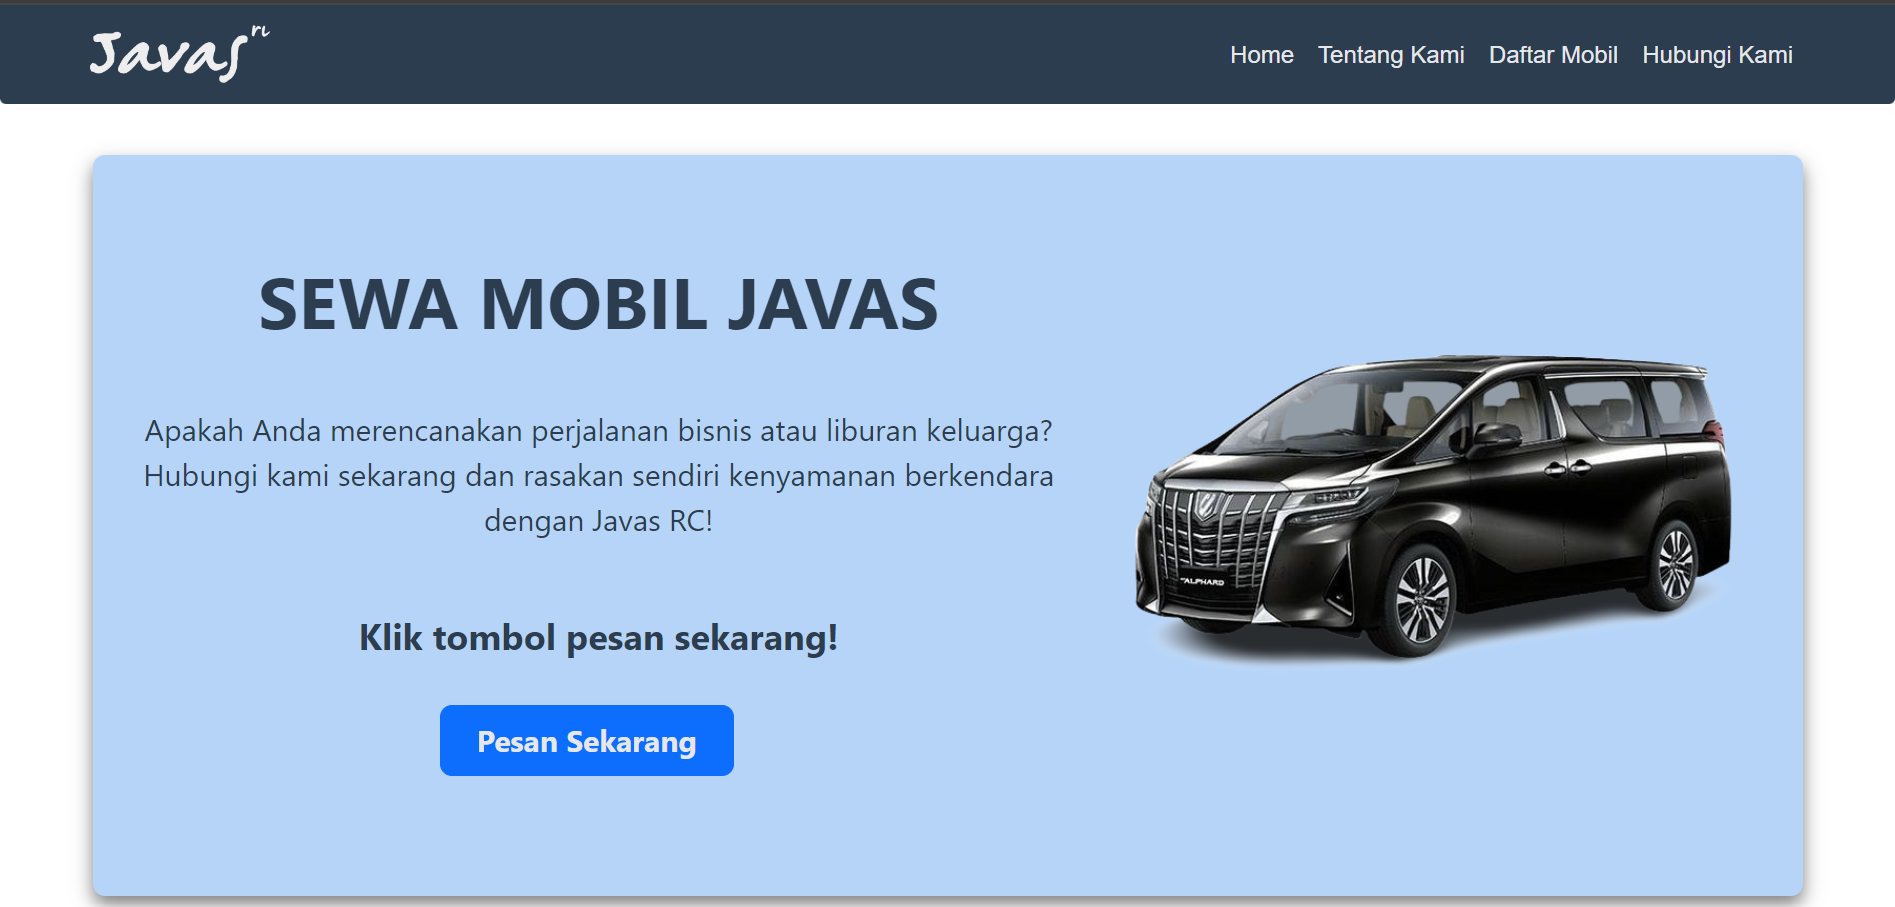 Javas rc
Home Tentang Kami Daftar Mobil Hubungi Kami
SEWA MOBIL JAVAS
Apakah Anda merencanakan perjalanan bisnis atau liburan keluarga?
Hubungi kami sekarang dan rasakan sendiri kenyamanan berkendara
dengan Javas RC!
ALPHARD
Klik tombol pesan sekarang!
Pesan Sekarang